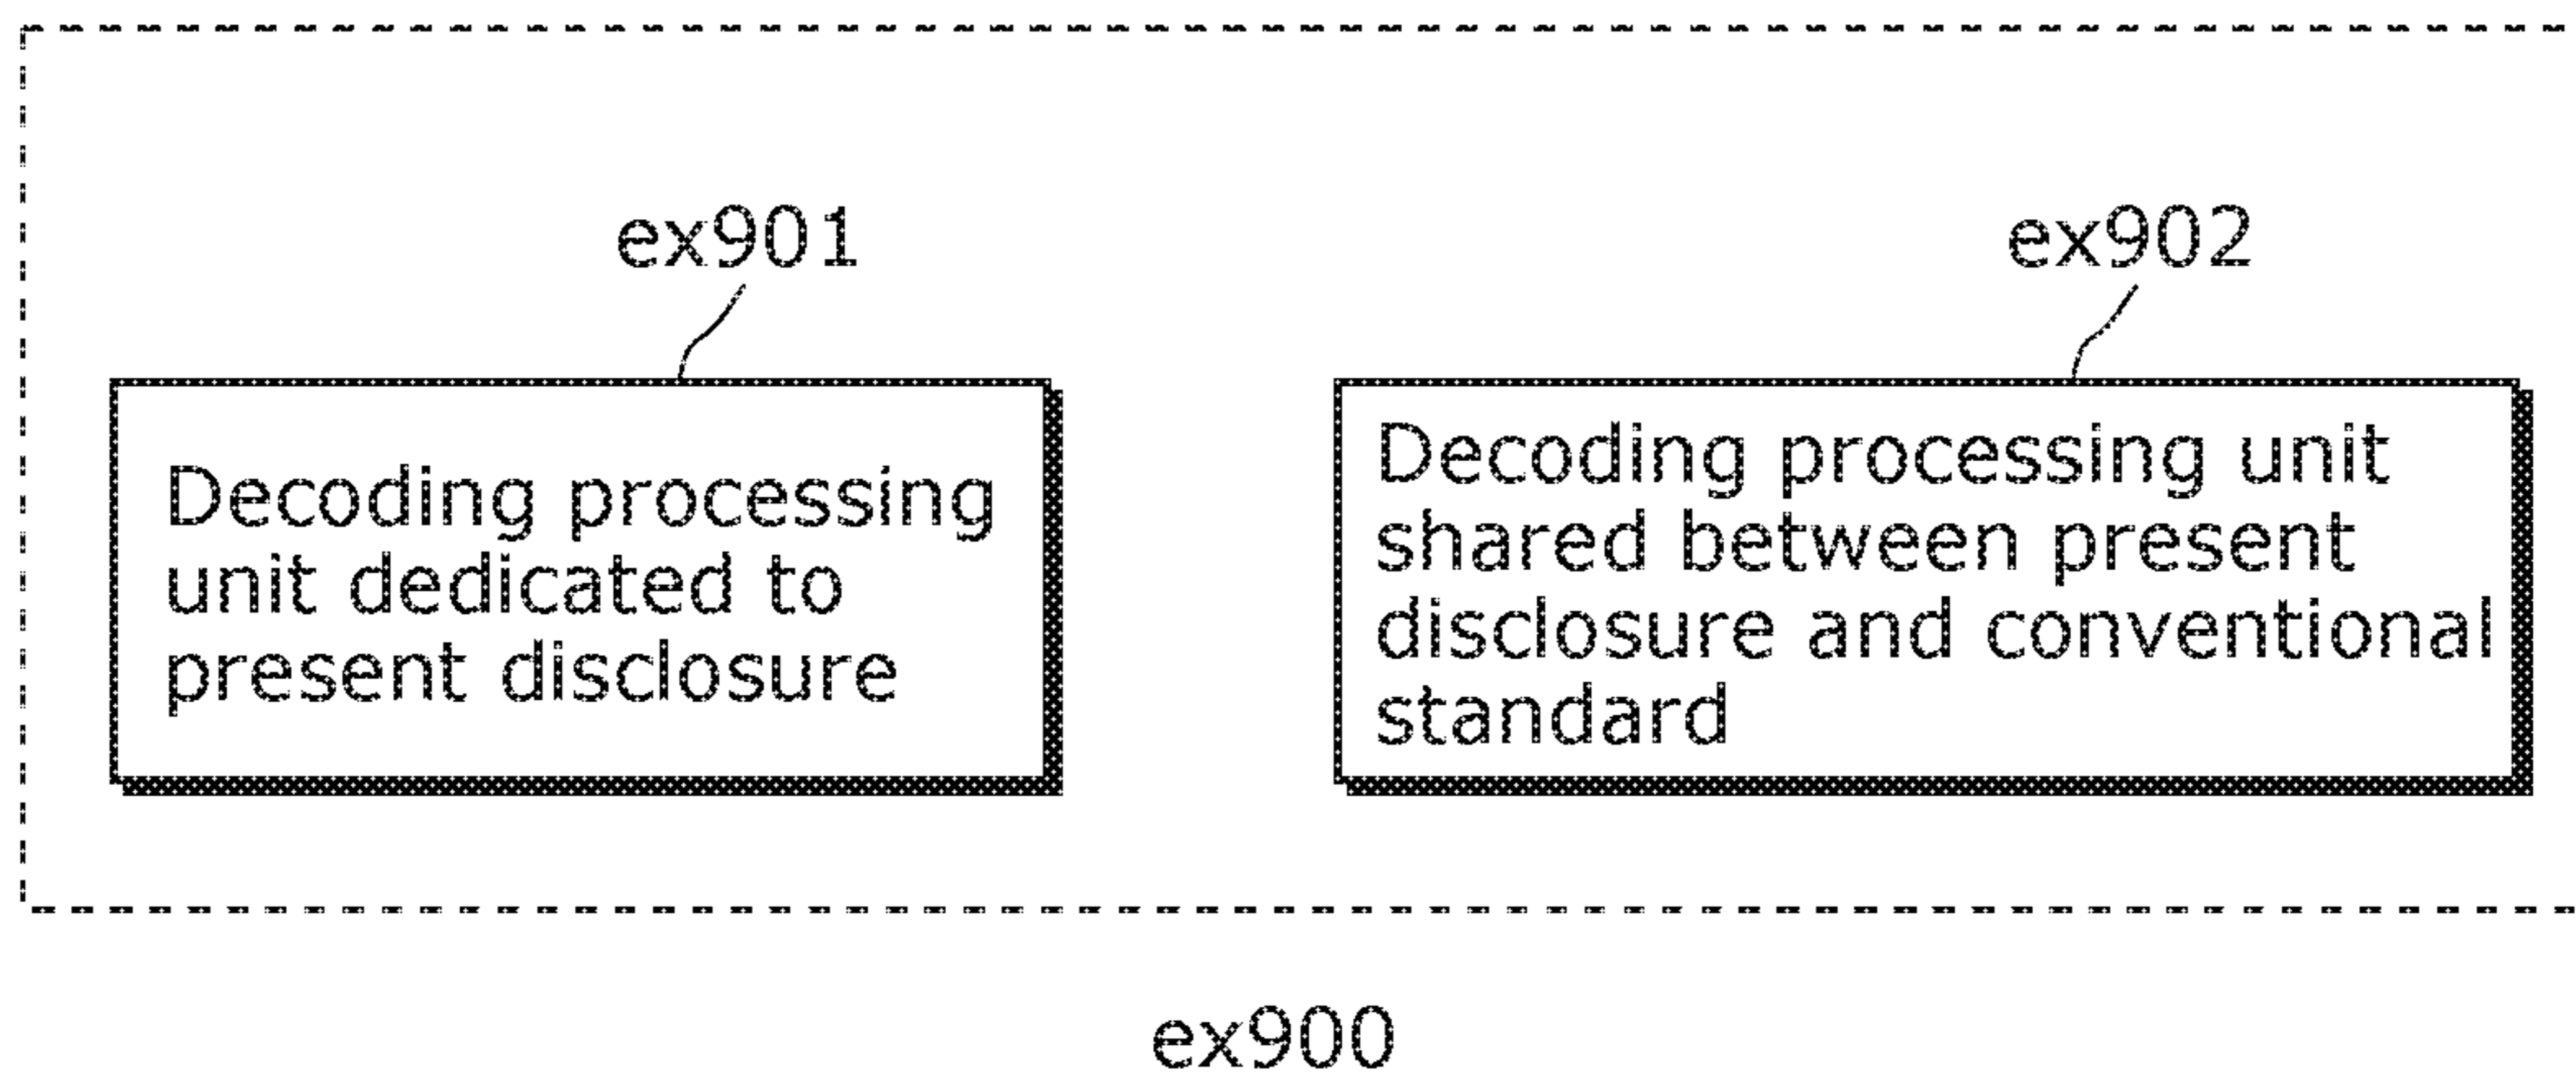 ex901
ex902
Decoding processing
unit dedicated to
present disclosure
Decoding processing unit
shared between present
disclosure and conventional
standard
ex900